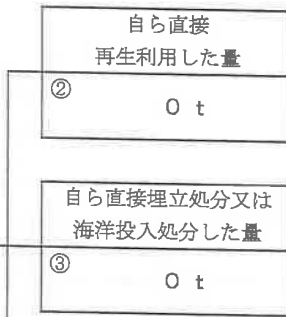 自ら直接
再生利用した量
②
0 t
自ら直接埋立処分又は
海洋投入処分した量
③
0 t